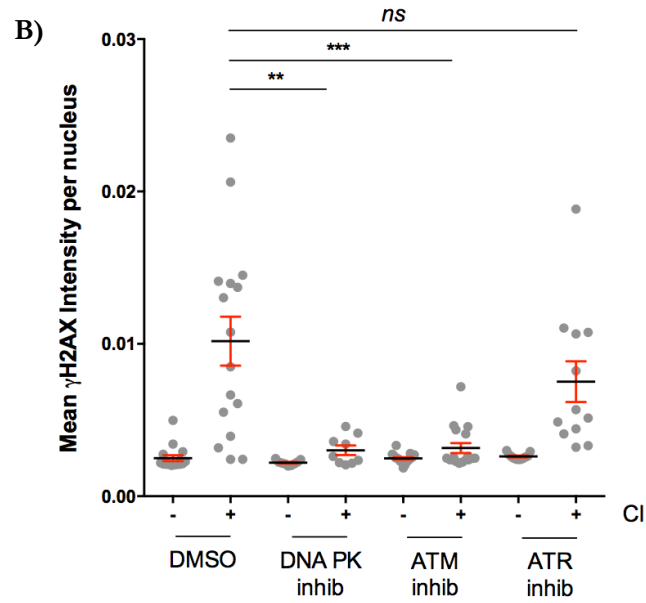 B)
ns
***
**
0.03
0.02
0.01
0.00
Mean γH2AX Intensity per nucleus
- + - + - + - + CI
DMSO DNA PK inhib ATM inhib ATR inhib